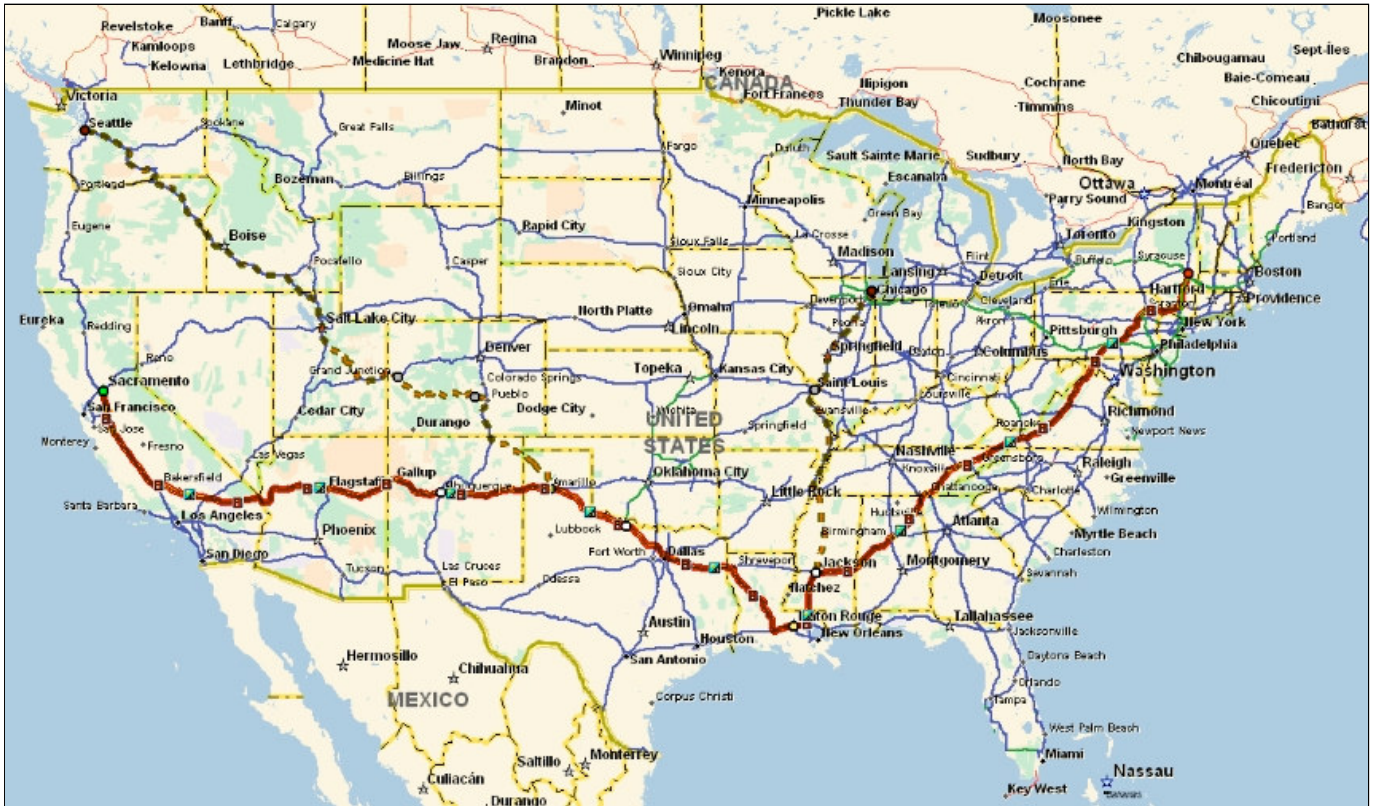 Pickle Lake
Moosonee
Revelstoke
Banff
Calgary
Kamloops
Moose Jaw
Regina
Winnipeg
Chibougamau
Sept-Îles
Kelowna
Lethbridge
Medicine Hat
Brandon
Kenora
CANADA
Nipigon
Cochrane
Baie-Comeau
Victoria
Fort Frances
Thunder Bay
Timmins
Chicoutimi
Minot
Bathurst
Seattle
Spokane
Great Falls
Fargo
Duluth
Sault Sainte Marie
Sudbury
North Bay
Quebec
Fredericton
Portland
Bozeman
Billings
Escanaba
Ottawa
Montréal
Parry Sound
Bangor
Minneapolis
Green Bay
Kingston
Eugene
Boise
Rapid City
Sioux Falls
La Crosse
Toronto
Portland
Madison
Flint
Buffalo
Syracuse
Pocatello
Casper
Sioux City
Lansing
Detroit
Boston
Chicago
Erie
Hartford
Davenport
Toledo
Cleveland
Scranton
Providence
Eureka
Redding
Salt Lake City
North Platte
Omaha
Lincoln
Peoria
Akron
Pittsburgh
New York
Reno
Denver
Springfield
Dayton
Columbus
Philadelphia
Grand Junction
Topeka
Kansas City
Washington
Sacramento
Colorado Springs
Saint Louis
Cincinnati
Pueblo
San Francisco
Cedar City
Dodge City
Wichita
Evansville
Louisville
Richmond
San Jose
Durango
UNITED
STATES
Springfield
Roanoke
Newport News
Monterey
Fresno
Las Vegas
Nashville
Greensboro
Bakersfield
Flagstaff
Gallup
Albuquerque
Amarillo
Oklahoma City
Knoxville
Raleigh
Greenville
Chattanooga
Charlotte
Santa Barbara
Los Angeles
Little Rock
Huntsville
Wilmington
Phoenix
Lubbock
Birmingham
Atlanta
Myrtle Beach
San Diego
Fort Worth
Dallas
Shreveport
Jackson
Montgomery
Charleston
Tucson
Las Cruces
El Paso
Odessa
Natchez
Savannah
Baton Rouge
Tallahassee
Austin
New Orleans
Jacksonville
Houston
Hermosillo
San Antonio
Daytona Beach
Chihuahua
Orlando
MEXICO
Corpus Christi
Tampa
West Palm Beach
Monterrey
Miami
Saltillo
Nassau
Culiacán
Key West
Durango